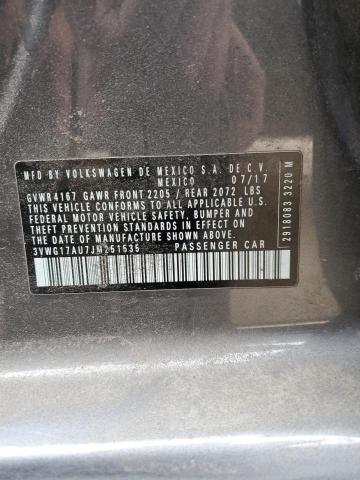 MFD BY VOLKSWAGEN DE MEXICO S.A. DE C.V.
MEXICO 07/17
GVWR4167 GAWR FRONT 2205 / REAR 2072 LBS
THIS VEHICLE CONFORMS TO ALL APPLICABLE U.S.
FEDERAL MOTOR VEHICLE SAFETY, BUMPER AND
THEFT PREVENTION STANDARDS IN EFFECT ON
THE DATE OF MANUFACTURE SHOWN ABOVE.
3VWG17AU7JM251535 PASSENGER CAR
2918083 3220 M